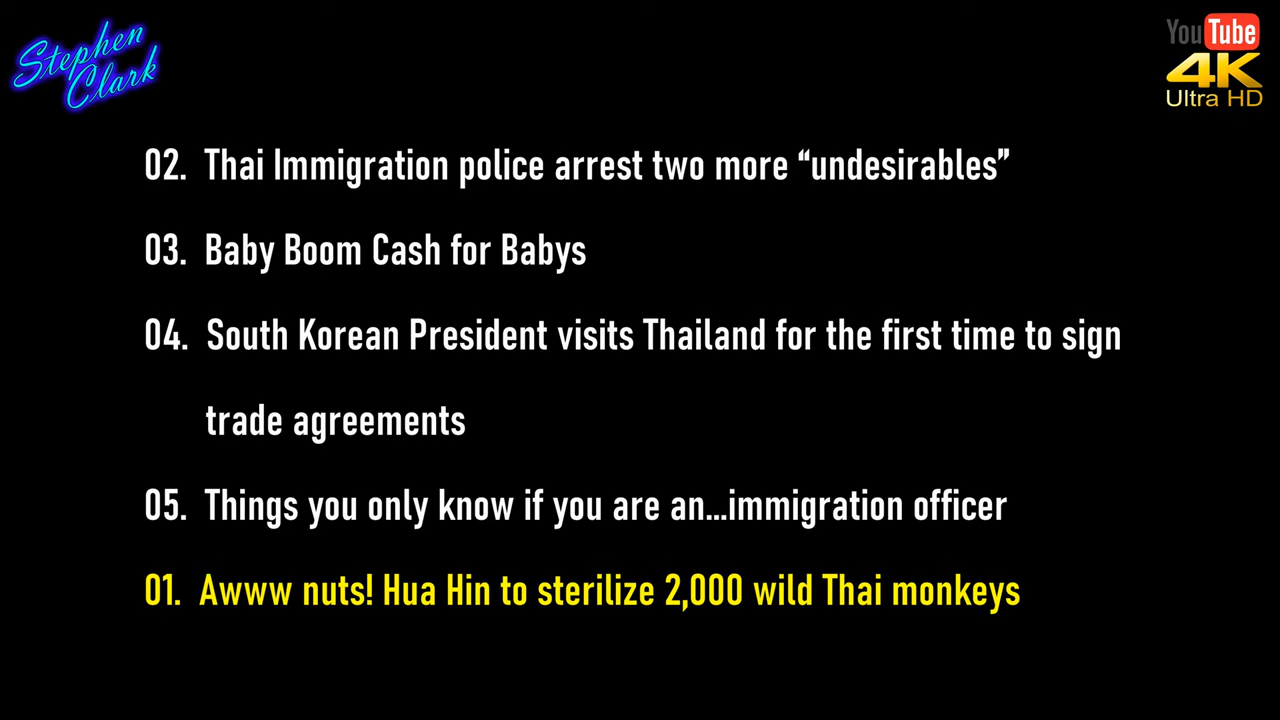 Stephen
Clark
YouTube
4K
Ultra HD
02. Thai Immigration police arrest two more “undesirables”
03. Baby Boom Cash for Babys
04. South Korean President visits Thailand for the first time to sign
trade agreements
05. Things you only know if you are an...immigration officer
01. Awww nuts! Hua Hin to sterilize 2,000 wild Thai monkeys